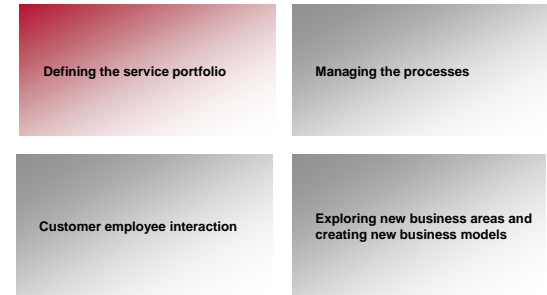 Defining the service portfolio
Managing the processes
Customer employee interaction
Exploring new business areas and
creating new business models